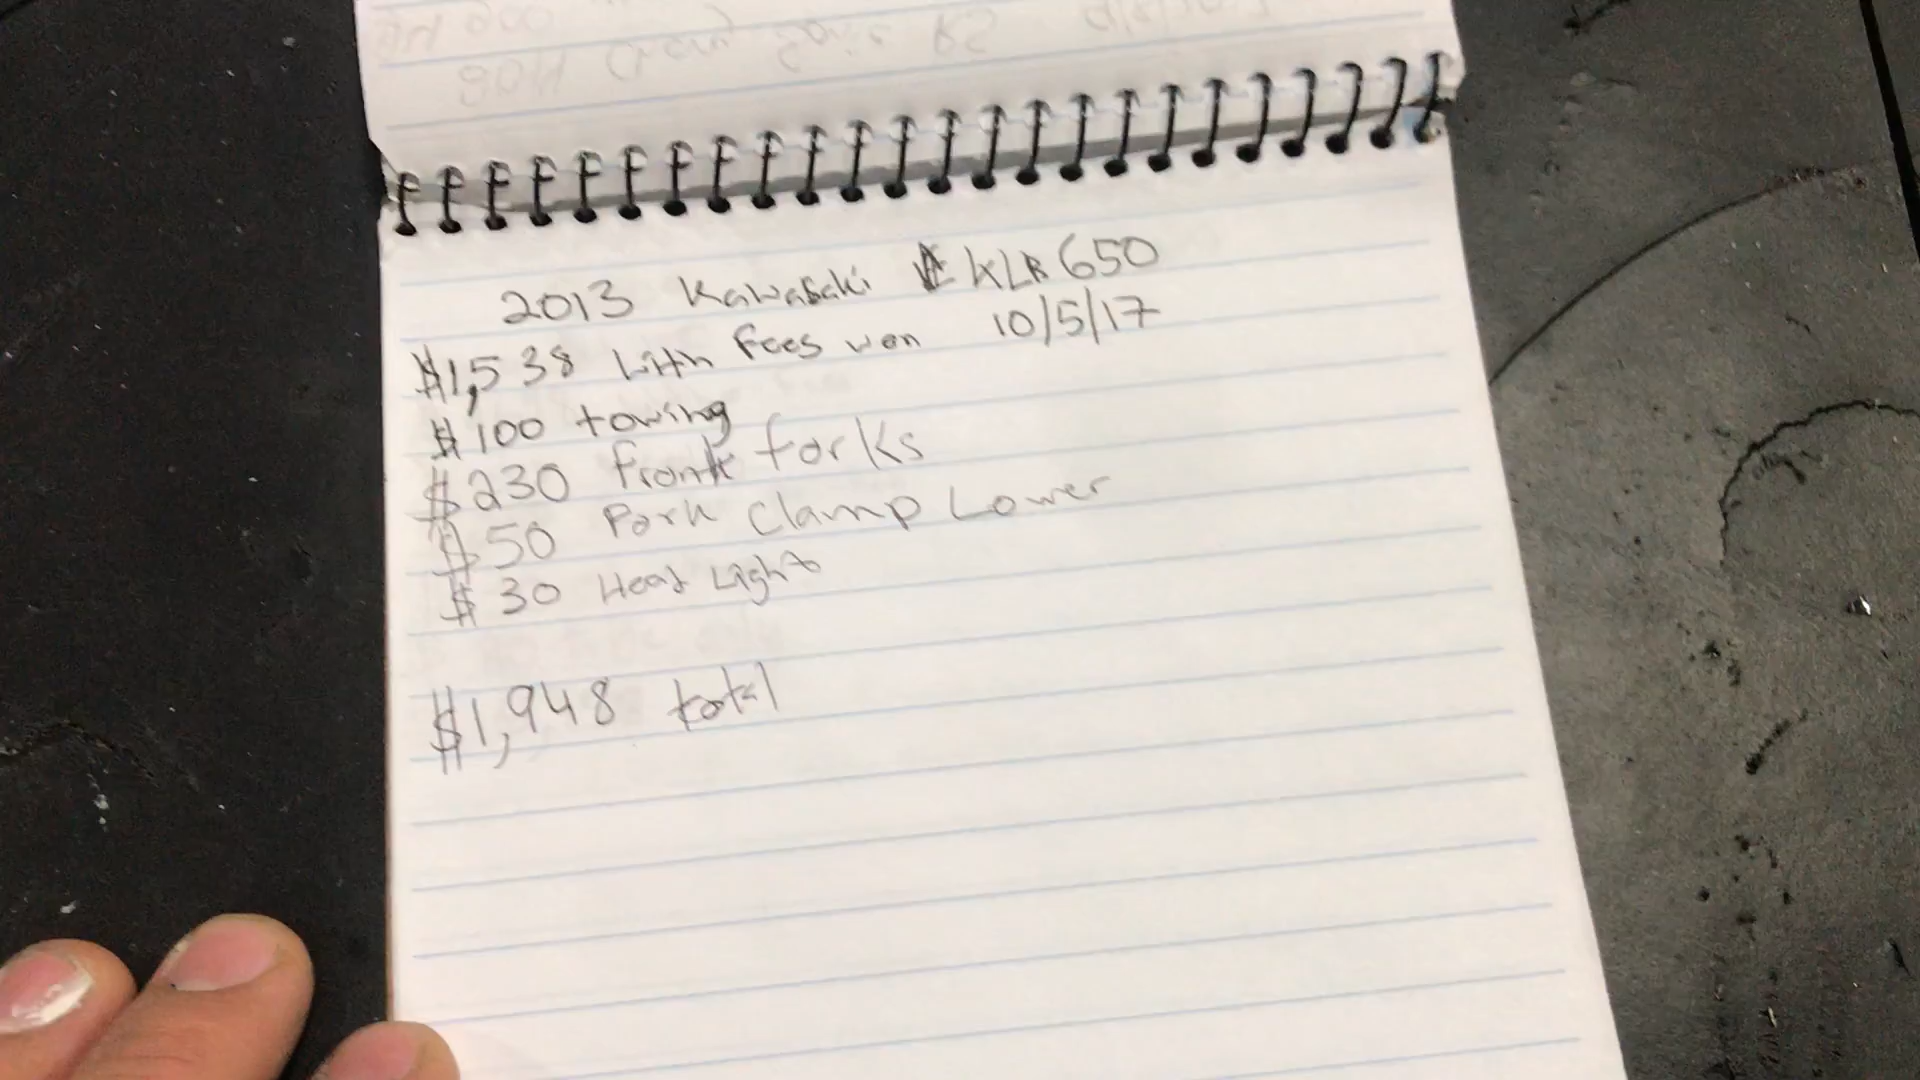 2013 Kawasaki KLR 650
$1,538 with fees won 10/5/17
$100 towing
$230 front forks
$50 Fork Clamp Lower
$30 Head Light
$1,948 total